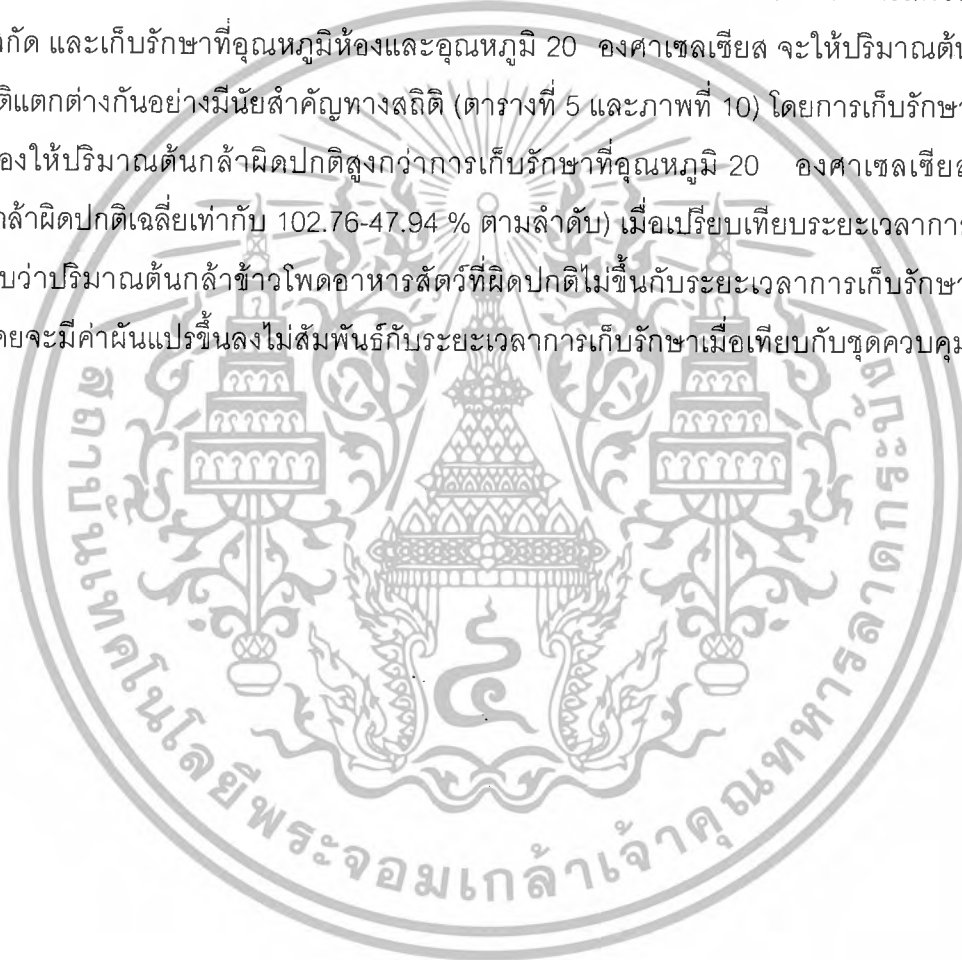 กัด และเก็บรักษาที่อุณหภูมิห้องและอุณหภูมิ 20 องศาเซลเซียส จะให้ปริมาณต้น
ติแตกต่างกันอย่างมีนัยสำคัญทางสถิติ (ตารางที่ 5 และภาพที่ 10) โดยการเก็บรักษา
องให้ปริมาณต้นกล้าผิดปกติสูงกว่าการเก็บรักษาที่อุณหภูมิ 20 องศาเซลเซียส
ล้าผิดปกติเฉลี่ยเท่ากับ 102.76-47.94 % ตามลำดับ) เมื่อเปรียบเทียบระยะเวลาการ
บว่าปริมาณต้นกล้าข้าวโพดอาหารสัตว์ที่ผิดปกติไม่ขึ้นกับระยะเวลาการเก็บรักษา
ดยจะมีค่าผันแปรขึ้นลงไม่สัมพันธ์กับระยะเวลาการเก็บรักษาเมื่อเทียบกับชุดควบคุม
สถาบันเทคโนโลยีพระจอมเกล้าเจ้าคุณทหารลาดกระบัง